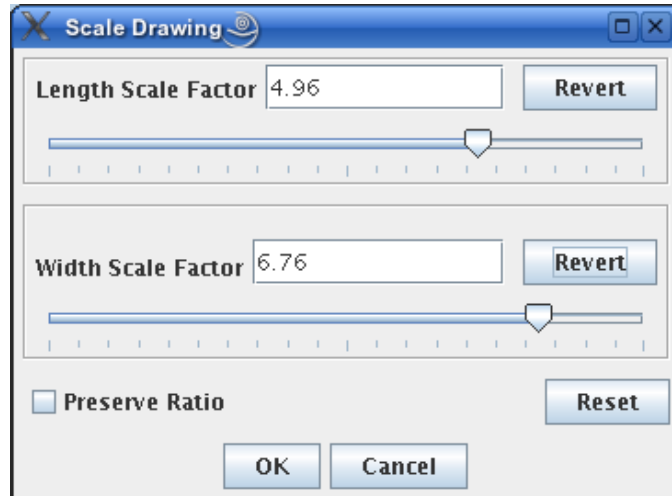 Scale Drawing
Length Scale Factor 4.96 Revert
Width Scale Factor 6.76 Revert
Preserve Ratio Reset
OK Cancel